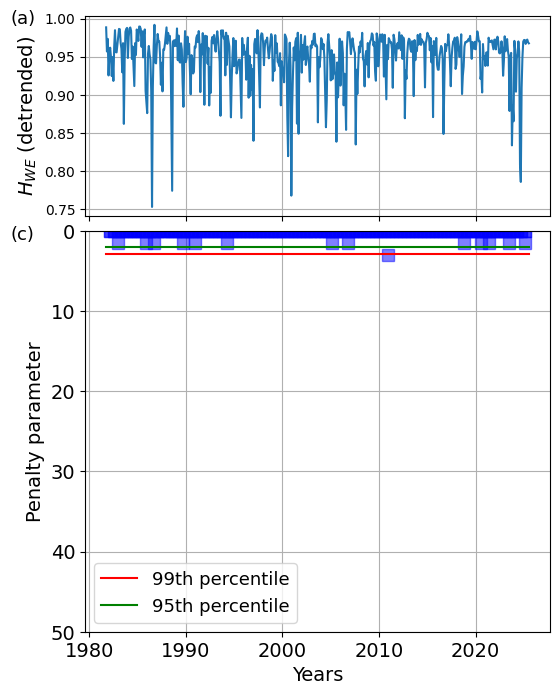 (a)
1.00
0.95
0.90
0.85
0.80
0.75
H_WE (detrended)
(c)
0
10
20
30
40
50
Penalty parameter
99th percentile
95th percentile
1980
1990
2000
2010
2020
Years